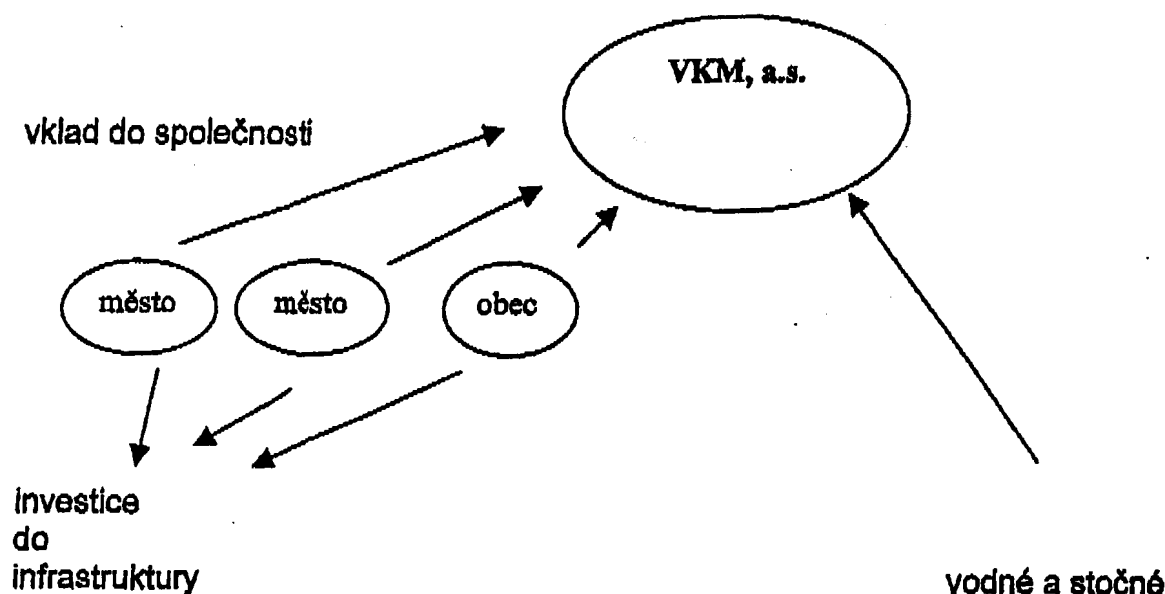 VKM, a.s.
vklad do společnosti
město
město
obec
investice
do
infrastruktury
vodné a stočné